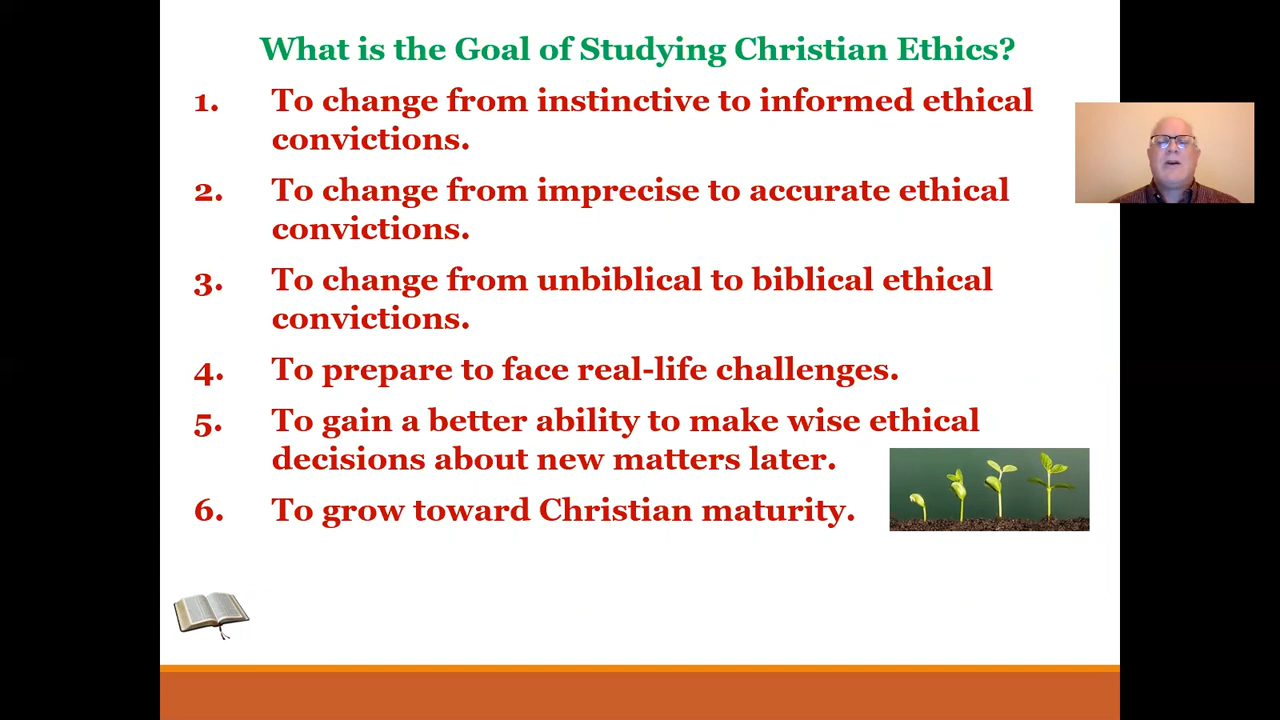 What is the Goal of Studying Christian Ethics?
1. To change from instinctive to informed ethical
convictions.
2. To change from imprecise to accurate ethical
convictions.
3. To change from unbiblical to biblical ethical
convictions.
4. To prepare to face real-life challenges.
5. To gain a better ability to make wise ethical
decisions about new matters later.
6. To grow toward Christian maturity.